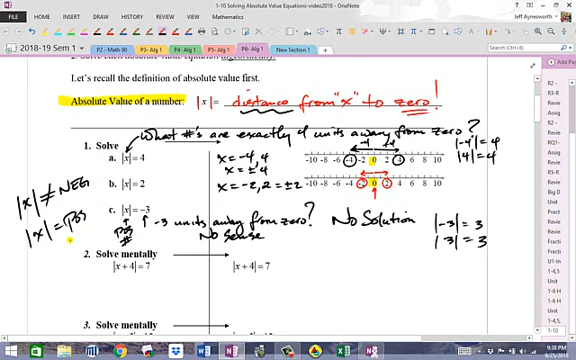 1-10 Solving Absolute Value Equations-video2018 - OneNote
Jeff Aynesworth
FILE HOME INSERT DRAW HISTORY REVIEW VIEW Mathematics
2018-19 Sem 1
P2 - Math 90
P3- Alg 1
P4 - Alg 1
P5- Alg 1
P6- Alg 1
New Section 1
Let's recall the definition of absolute value first.
Absolute Value of a number: |x| = distance from "x" to zero!
What #'s are exactly 4 units away from zero?
1. Solve
a. |x| = 4
x = -4, 4
x = ±4
-10 -8 -6 -4 -2 0 2 4 6 8 10
|-4| = 4
|4| = 4
b. |x| = 2
x = -2, 2 = ±2
-10 -8 -6 -4 -2 0 2 4 6 8 10
|x| ≠ NEG
|x| = pos
c. |x| = -3
pos #
-3 units away from zero?
No Sense
No Solution
|-3| = 3
|3| = 3
2. Solve mentally
|x + 4| = 7
|x + 4| = 7
3. Solve mentally
Add Page
9:38 PM
9/25/2018